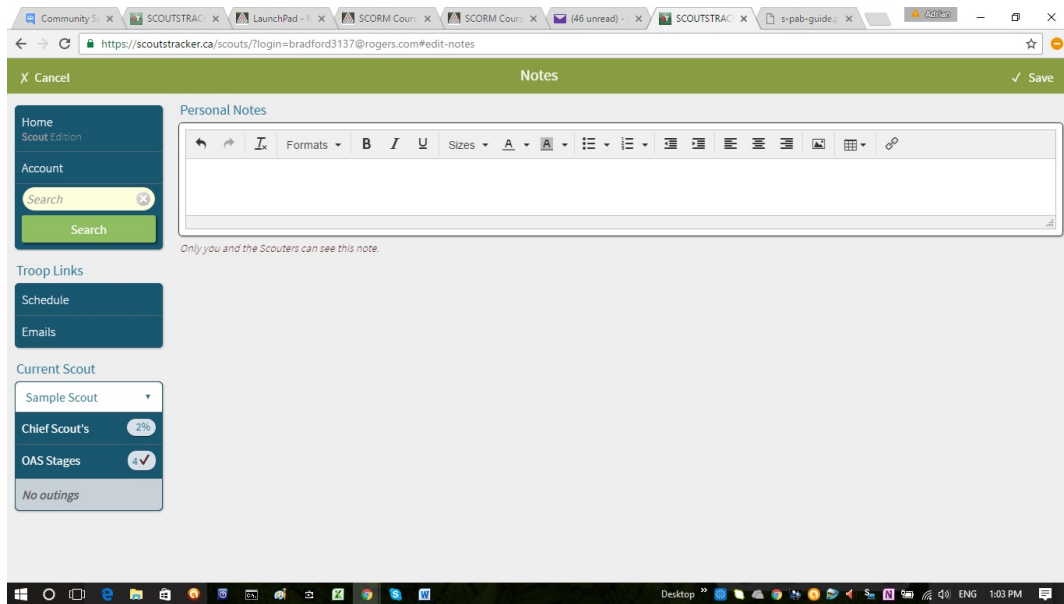 Community S
SCOUTSTRAC
LaunchPad - I
SCORM Cour
SCORM Cour
(46 unread) -
SCOUTSTRAC
s-pab-guide.p
Adrian
https://scoutstracker.ca/scouts/?login=bradford3137@rogers.com#edit-notes
X Cancel
Notes
✓ Save
Home
Scout Edition
Account
Search
Search
Troop Links
Schedule
Emails
Current Scout
Sample Scout
Chief Scout's 2%
OAS Stages 4✓
No outings
Personal Notes
Formats B I U Sizes A A
Only you and the Scouters can see this note.
Desktop » ENG 1:03 PM